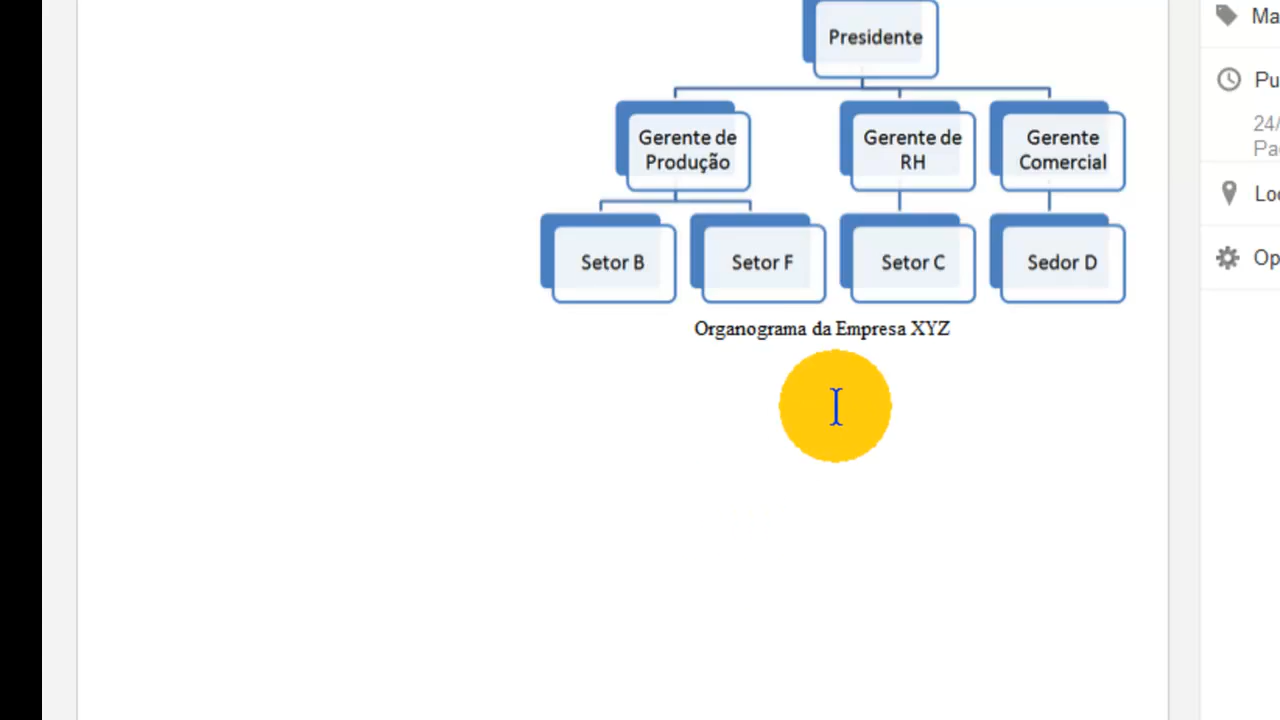 Presidente
Gerente de
Produção
Gerente de
RH
Gerente
Comercial
Setor B
Setor F
Setor C
Sedor D
Organograma da Empresa XYZ
Ma
Pu
24/
Pa
Lo
Op